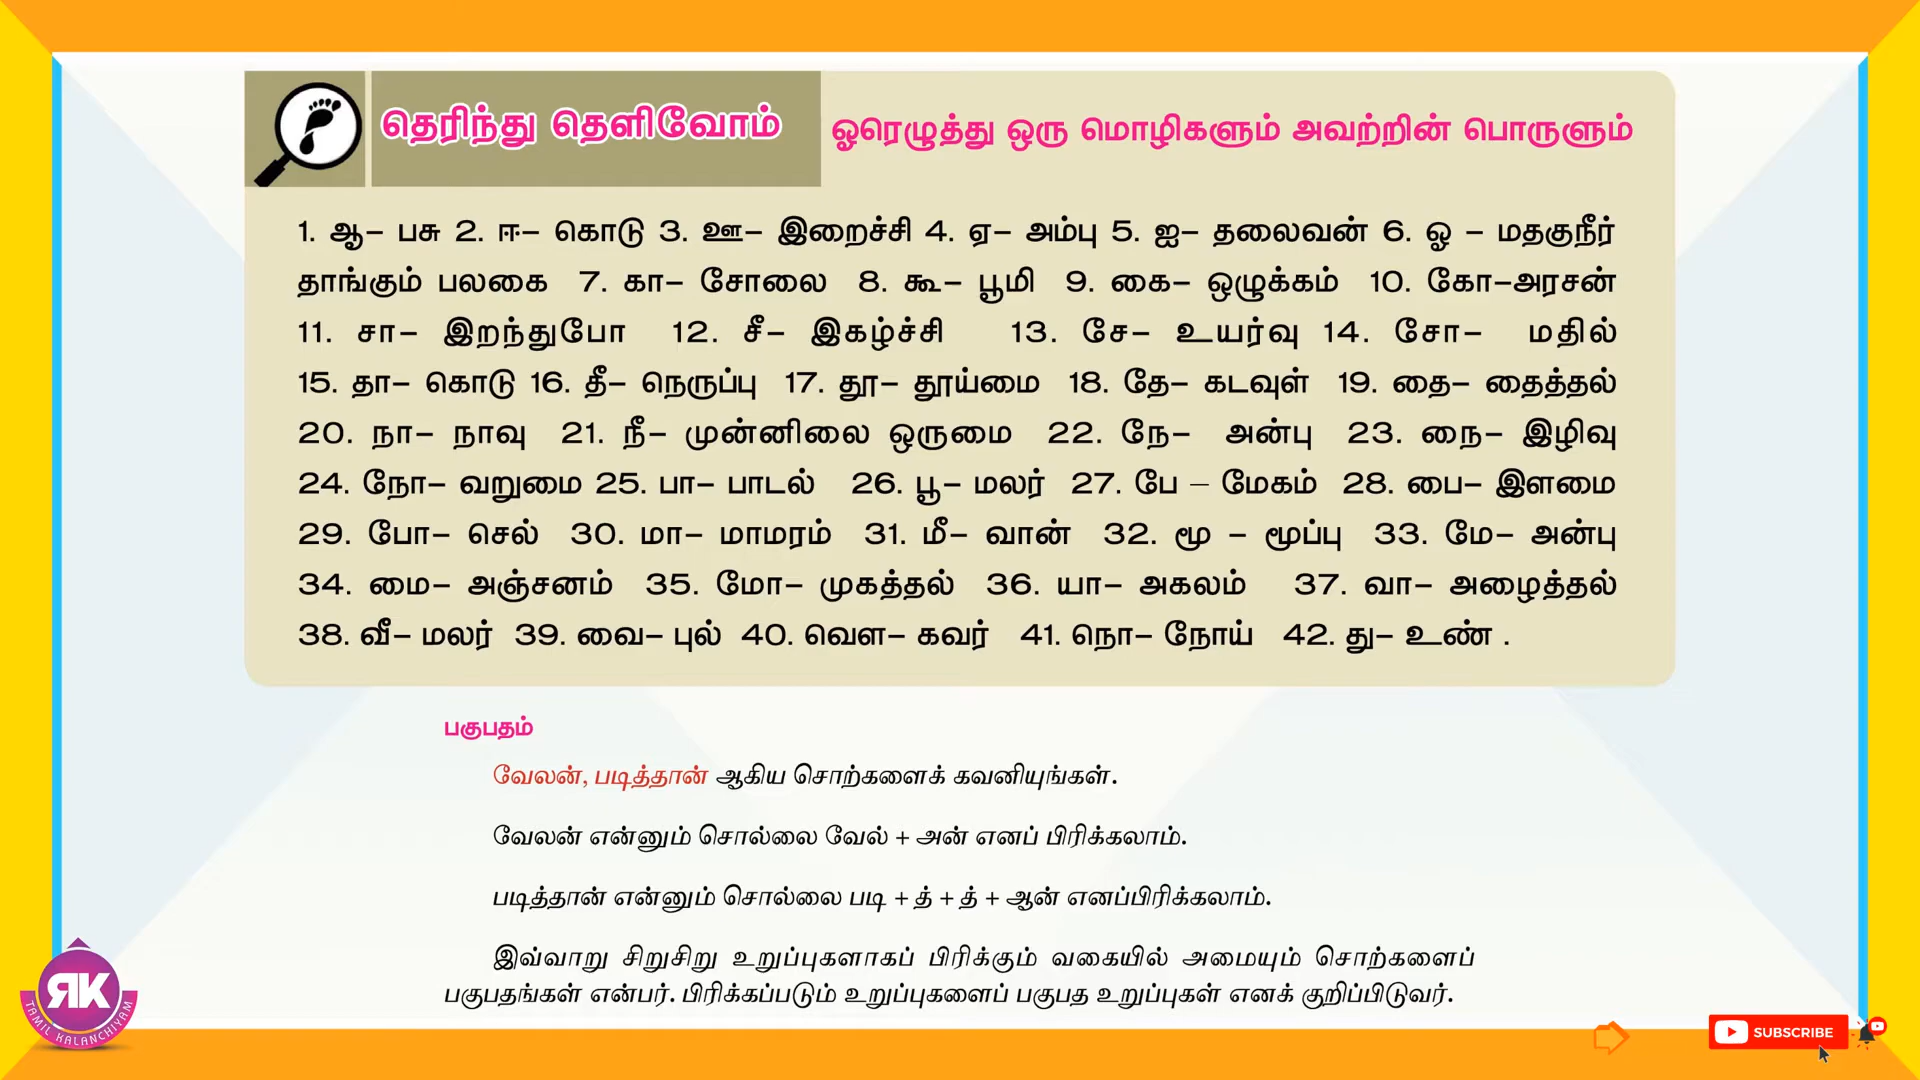 தெரிந்து தெளிவோம்
ஓரெழுத்து ஒரு மொழிகளும் அவற்றின் பொருளும்
1. ஆ– பசு 2. ஈ– கொடு 3. ஊ– இறைச்சி 4. ஏ– அம்பு 5. ஐ– தலைவன் 6. ஓ – மதகுநீர்
தாங்கும் பலகை 7. கா– சோலை 8. கூ– பூமி 9. கை– ஒழுக்கம் 10. கோ–அரசன்
11. சா– இறந்துபோ 12. சீ– இகழ்ச்சி 13. சே– உயர்வு 14. சோ– மதில்
15. தா– கொடு 16. தீ– நெருப்பு 17. தூ– தூய்மை 18. தே– கடவுள் 19. தை– தைத்தல்
20. நா– நாவு 21. நீ– முன்னிலை ஒருமை 22. நே– அன்பு 23. நை– இழிவு
24. நோ– வறுமை 25. பா– பாடல் 26. பூ– மலர் 27. பே – மேகம் 28. பை– இளமை
29. போ– செல் 30. மா– மாமரம் 31. மீ– வான் 32. மூ – மூப்பு 33. மே– அன்பு
34. மை– அஞ்சனம் 35. மோ– முகத்தல் 36. யா– அகலம் 37. வா– அழைத்தல்
38. வீ– மலர் 39. வை– புல் 40. வௌ– கவர் 41. நொ– நோய் 42. து– உண் .
பகுபதம்
வேலன், படித்தான் ஆகிய சொற்களைக் கவனியுங்கள்.
வேலன் என்னும் சொல்லை வேல் + அன் எனப் பிரிக்கலாம்.
படித்தான் என்னும் சொல்லை படி + த் + த் + ஆன் எனப்பிரிக்கலாம்.
இவ்வாறு சிறுசிறு உறுப்புகளாகப் பிரிக்கும் வகையில் அமையும் சொற்களைப்
பகுபதங்கள் என்பர். பிரிக்கப்படும் உறுப்புகளைப் பகுபத உறுப்புகள் எனக் குறிப்பிடுவர்.
RK
TAMIL KALANCHIYAM
SUBSCRIBE